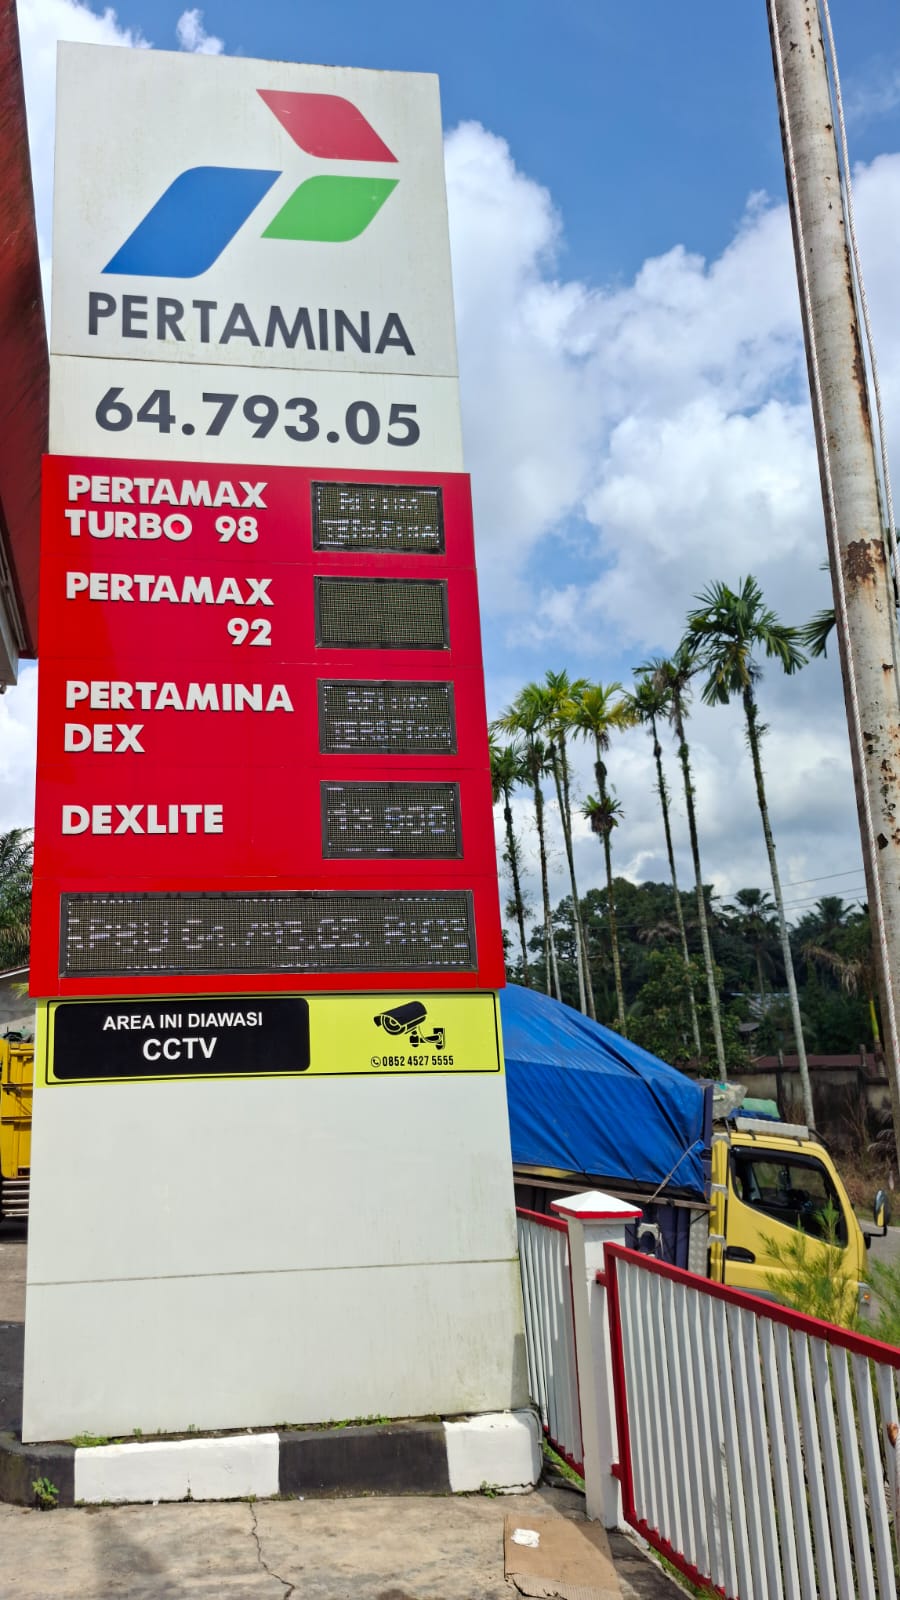 PERTAMINA
64.793.05
PERTAMAX
TURBO 98
PERTAMAX
92
PERTAMINA
DEX
DEXLITE
AREA INI DIAWASI
CCTV
0852 4527 5555